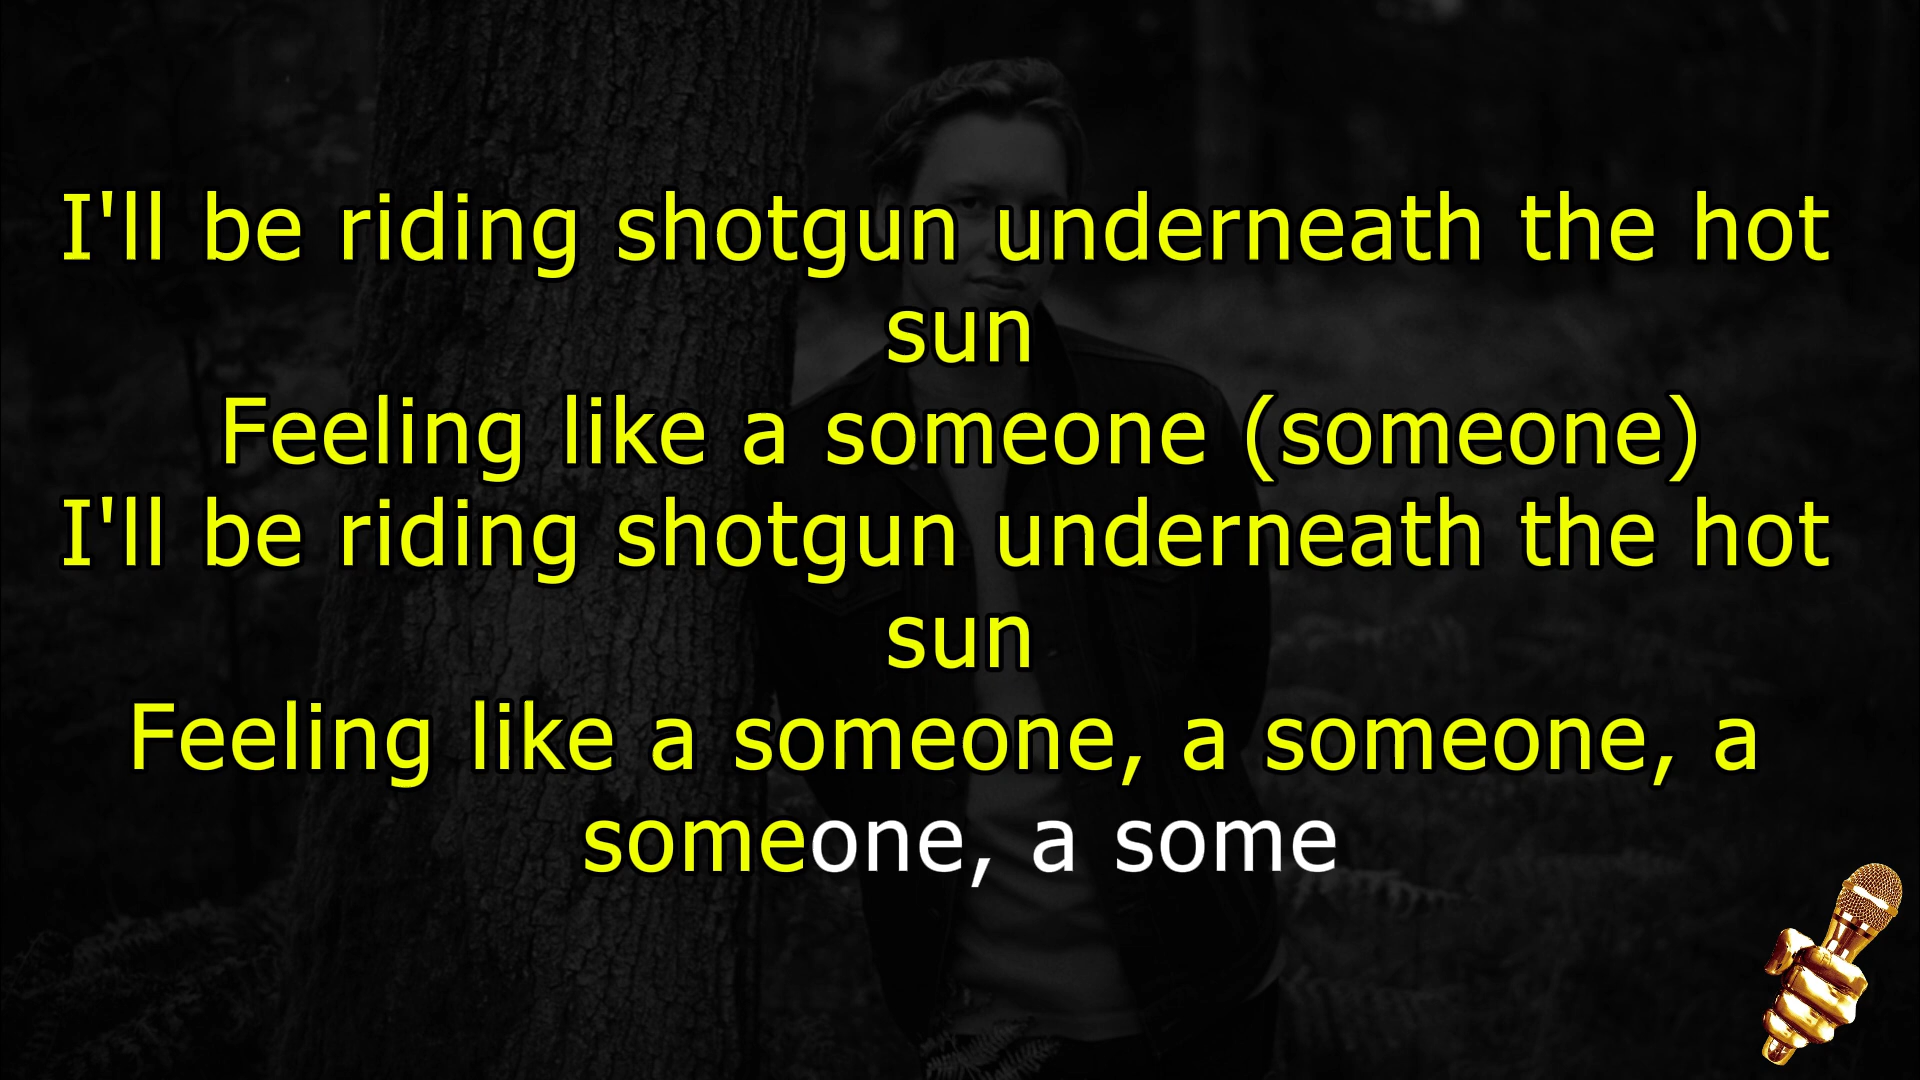 I'll be riding shotgun underneath the hot
sun
Feeling like a someone (someone)
I'll be riding shotgun underneath the hot
sun
Feeling like a someone, a someone, a
someone, a some